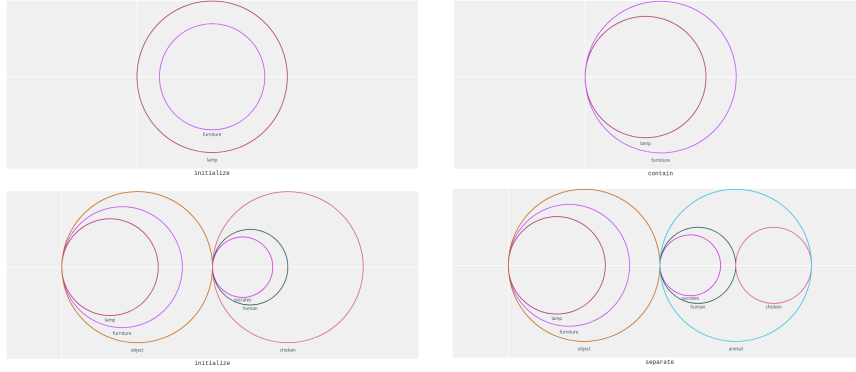 furniture
lamp
initialize
lamp
furniture
contain
socrates
human
lamp
furniture
object
chicken
initialize
socrates
human
chicken
lamp
furniture
object
animal
separate